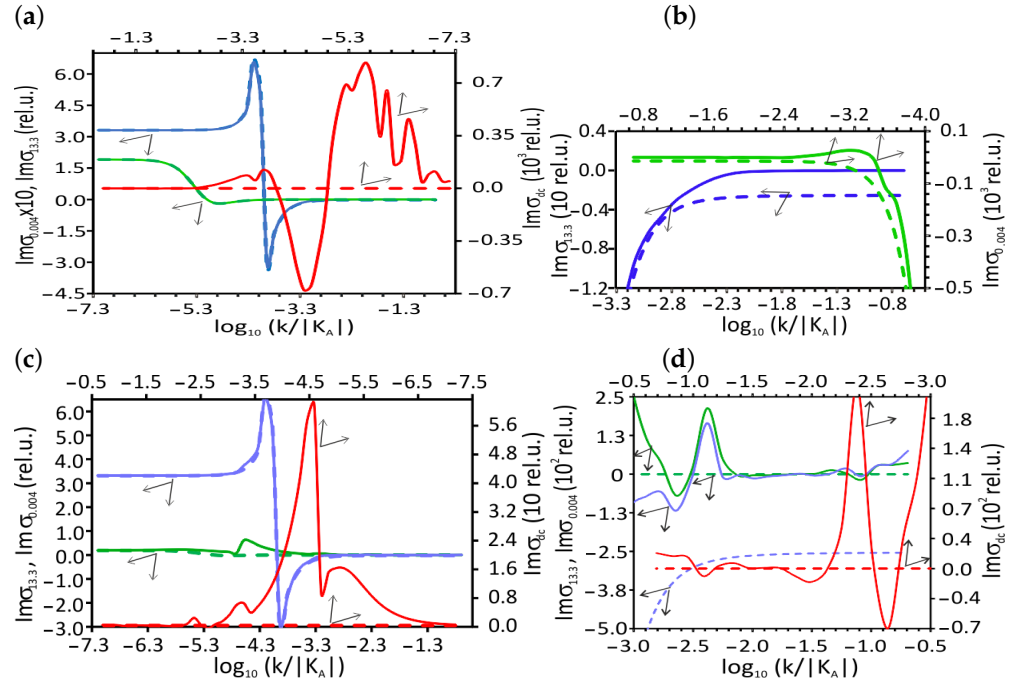 (a)
−1.3 −3.3 −5.3 −7.3
Imσ0.004x10, Imσ13.3 (rel.u.)
6.0
4.5
3.0
1.5
0.0
−1.5
−3.0
−4.5
0.7
0.35
0.0
−0.35
−0.7
Imσdc (10³ rel.u.)
−7.3 −5.3 −3.3 −1.3
log₁₀ (k/|K_A|)
(b)
−0.8 −1.6 −2.4 −3.2 −4.0
Imσ13.3 (10³ rel.u.)
0.4
0.0
−0.4
−0.8
−1.2
0.1
−0.1
−0.3
−0.5
Imσ0.004 (10³ rel.u.)
−3.3 −2.8 −2.3 −1.8 −1.3 −0.8
log₁₀ (k/|K_A|)
(c)
−0.5 −1.5 −2.5 −3.5 −4.5 −5.5 −6.5 −7.5
Imσ13.3, Imσ0.004 (rel.u.)
6.0
5.0
4.0
3.0
2.0
1.0
0.0
−1.0
−2.0
−3.0
5.6
4.8
4.0
3.2
2.4
1.6
0.8
0.0
Imσdc (10 rel.u.)
−7.3 −6.3 −5.3 −4.3 −3.3 −2.3 −1.3
log₁₀ (k/|K_A|)
(d)
−0.5 −1.0 −1.5 −2.0 −2.5 −3.0
Imσ13.3, Imσ0.004 (10² rel.u.)
2.5
1.3
0
−1.3
−2.5
−3.8
−5.0
1.8
1.4
1.1
0.7
0.4
0.0
−0.4
−0.7
Imσdc (10² rel.u.)
−3.0 −2.5 −2.0 −1.5 −1.0 −0.5
log₁₀ (k/|K_A|)